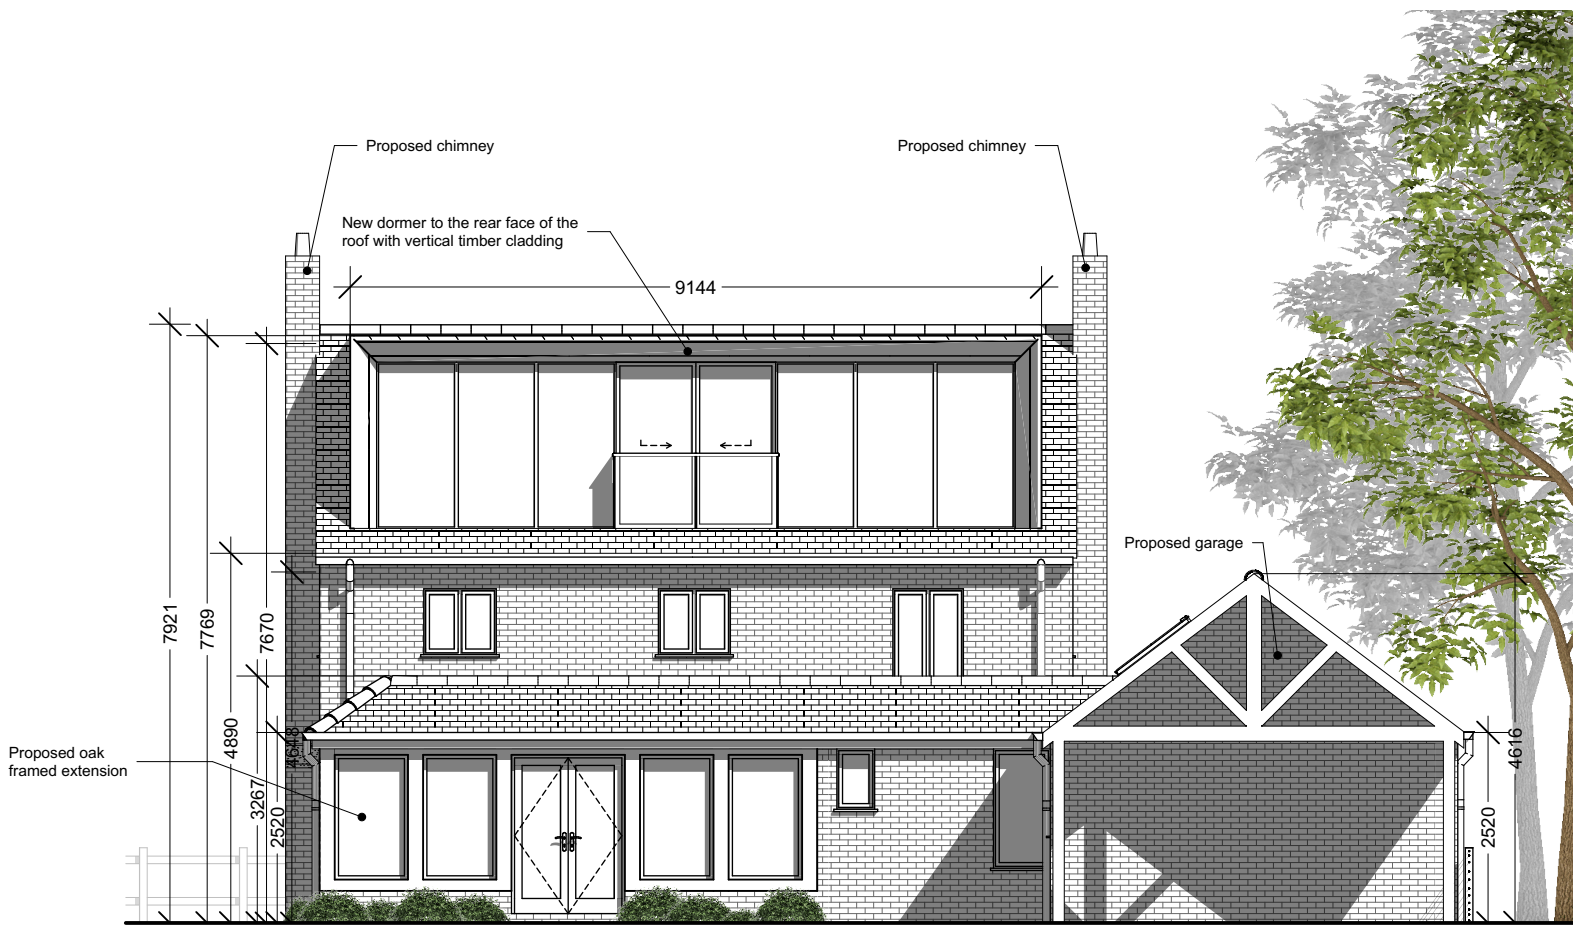 Proposed chimney
Proposed chimney
New dormer to the rear face of the
roof with vertical timber cladding
9144
Proposed garage
7921
7769
7670
4890
4648
3267
2520
Proposed oak
framed extension
4616
2520